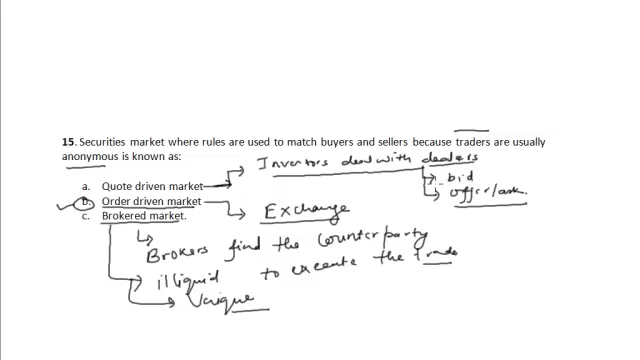 15. Securities market where rules are used to match buyers and sellers because traders are usually
anonymous is known as:
Investors deal with dealers
a. Quote driven market
bid
offer/ask
b. Order driven market
Exchange
c. Brokered market.
Brokers find the counterparty
to execute the trade
illiquid
Unique